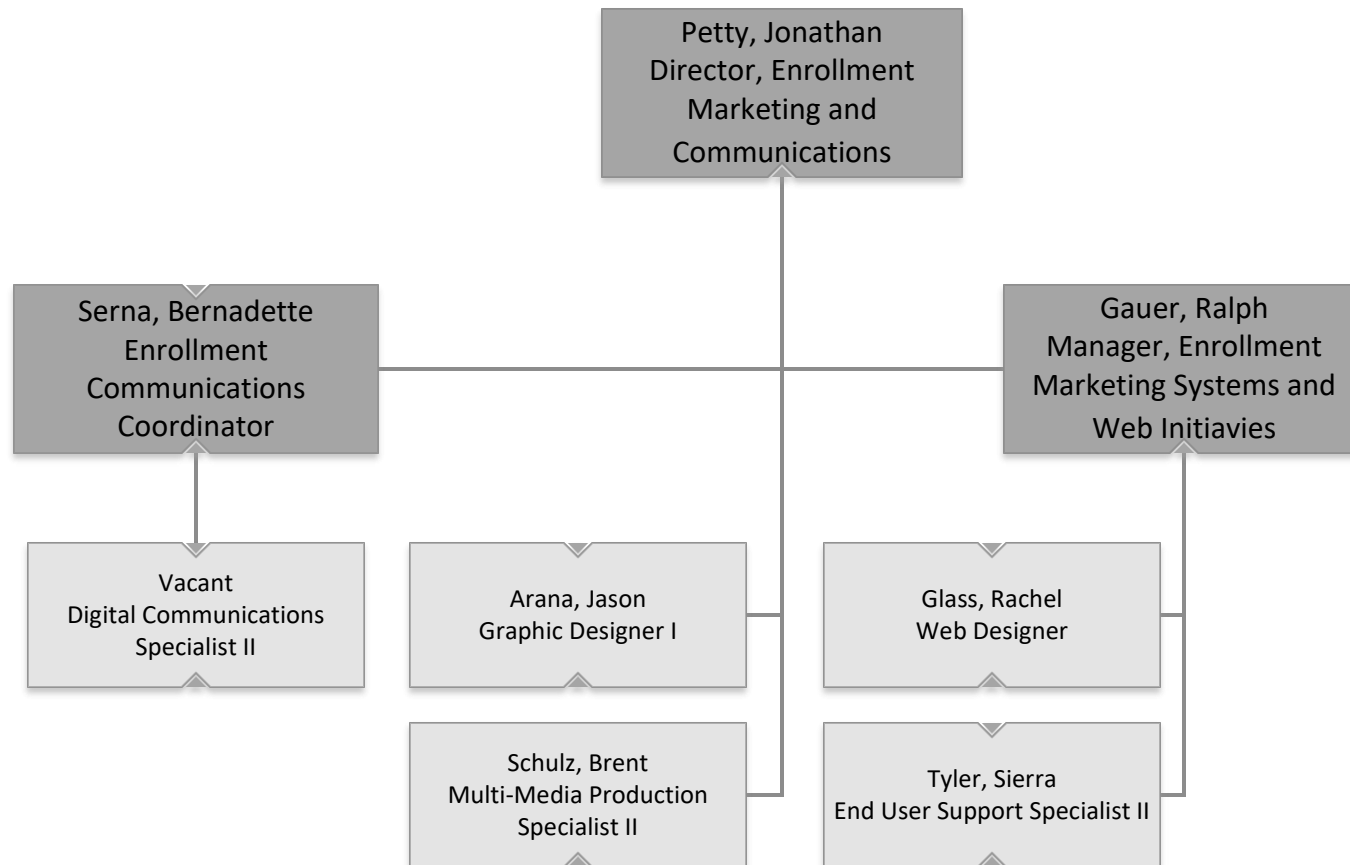 Petty, Jonathan
Director, Enrollment
Marketing and
Communications
Serna, Bernadette
Enrollment
Communications
Coordinator
Gauer, Ralph
Manager, Enrollment
Marketing Systems and
Web Initiavies
Vacant
Digital Communications
Specialist II
Arana, Jason
Graphic Designer I
Glass, Rachel
Web Designer
Schulz, Brent
Multi-Media Production
Specialist II
Tyler, Sierra
End User Support Specialist II